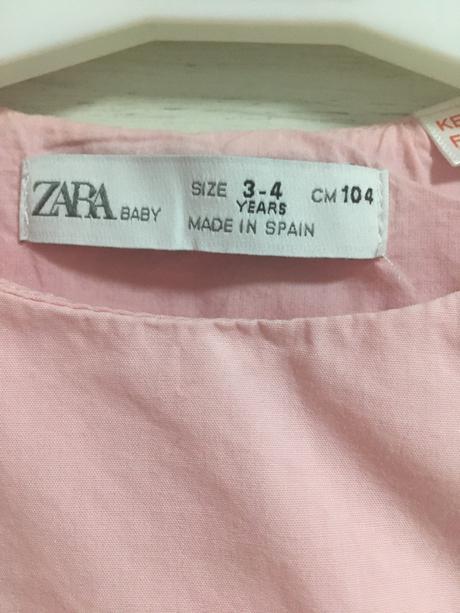 ZARA BABY SIZE 3-4 CM 104
YEARS
MADE IN SPAIN